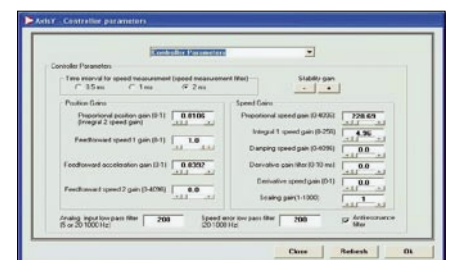 AxisY - Controller parameters
Controller Parameters
Controller Parameters
Time interval for speed measurement (speed measurement filter)
0.5 ms
1 ms
2 ms
Stability gain
- +
Position Gains
Proportional position gain (0-1)
(Integral 2 speed gain)
0.0106
Feedforward speed 1 gain (0-1)
1.0
Feedforward acceleration gain (0-1)
0.0392
Feedforward speed 2 gain (0-4096)
0.0
Speed Gains
Proportional speed gain (0-4096)
228.69
Integral 1 speed gain (0-256)
4.96
Damping speed gain (0-4096)
0.0
Derivative gain filter (0-10 ms)
0.0
Derivative speed gain (0-1)
0.0
Scaling gain (1-1000)
1
Analog input low pass filter
(5 or 20 1000 Hz)
200
Speed error low pass filter
(20 1000 Hz)
200
Antiresonance
filter
Close
Refresh
Ok